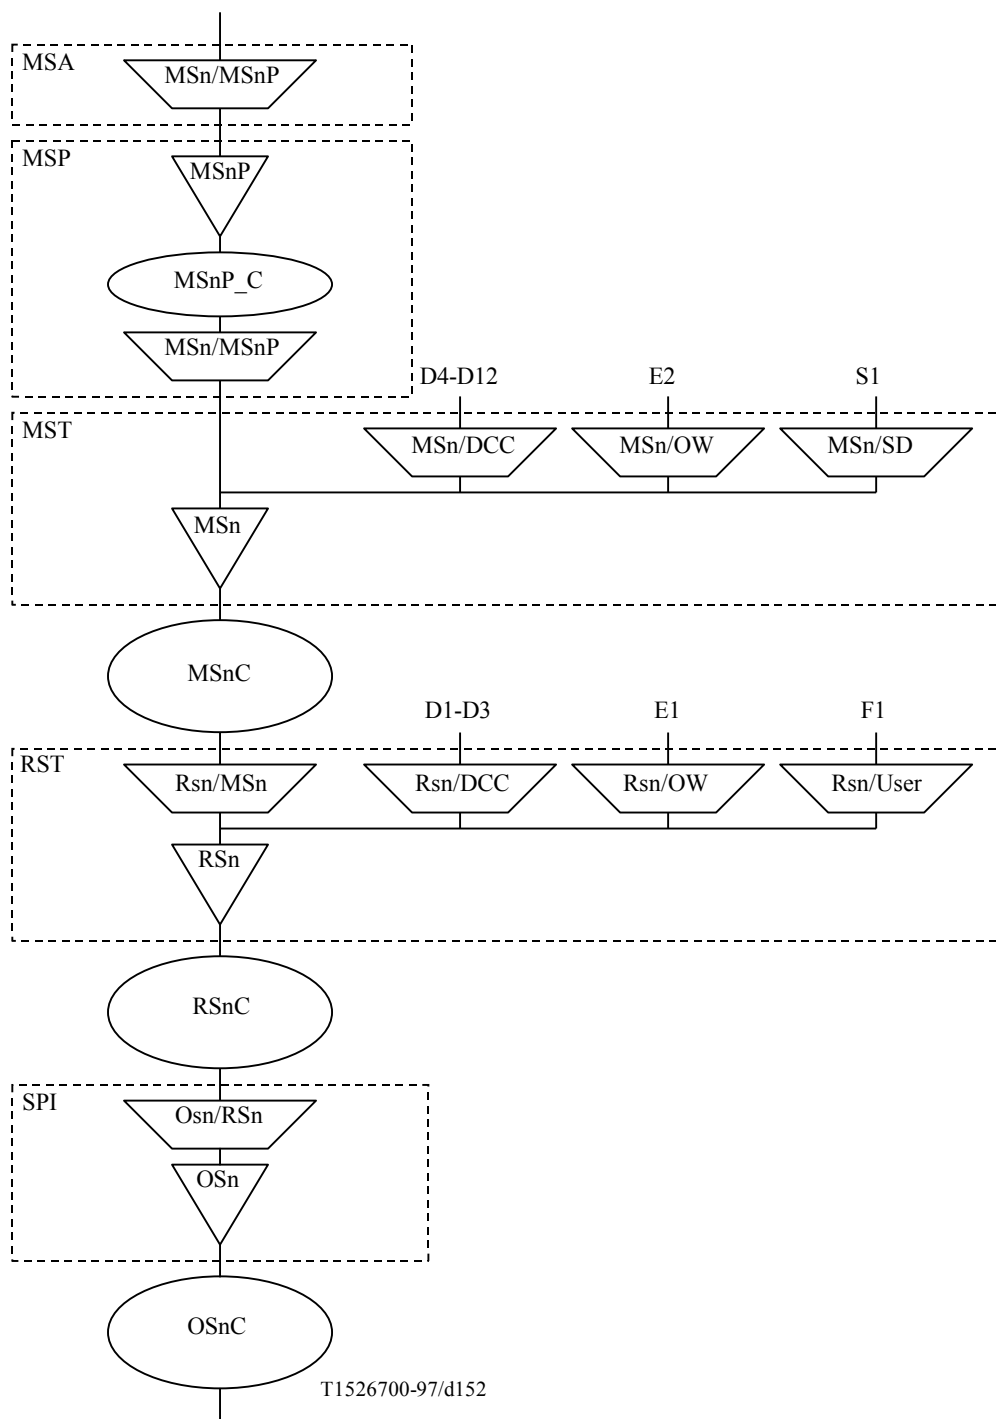 MSA
MSn/MSnP
MSP
MSnP
MSnP_C
MSn/MSnP
D4-D12 E2 S1
MST
MSn/DCC MSn/OW MSn/SD
MSn
MSnC
D1-D3 E1 F1
RST
Rsn/MSn Rsn/DCC Rsn/OW Rsn/User
RSn
RSnC
SPI
Osn/RSn
OSn
OSnC
T1526700-97/d152